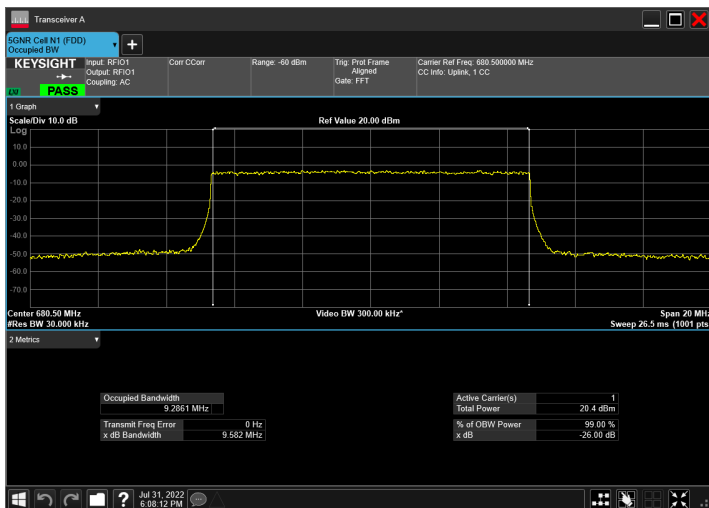 Transceiver A
5GNR Cell N1 (FDD)
Occupied BW
KEYSIGHT
Input: RFIO1
Output: RFIO1
Coupling: AC
Corr CCorr
Range: -60 dBm
Trig: Prot Frame
Aligned
Gate: FFT
Carrier Ref Freq: 680.500000 MHz
CC Info: Uplink, 1 CC
LXI
PASS
1 Graph
Scale/Div 10.0 dB
Ref Value 20.00 dBm
Log
10.0
0.00
-10.0
-20.0
-30.0
-40.0
-50.0
-60.0
-70.0
Center 680.50 MHz
Video BW 300.00 kHz*
Span 20 MHz
#Res BW 30.000 kHz
Sweep 26.5 ms (1001 pts
2 Metrics
Occupied Bandwidth
9.2861 MHz
Transmit Freq Error 0 Hz
x dB Bandwidth 9.582 MHz
Active Carrier(s) 1
Total Power 20.4 dBm
% of OBW Power 99.00 %
x dB -26.00 dB
Jul 31, 2022
6:08:12 PM